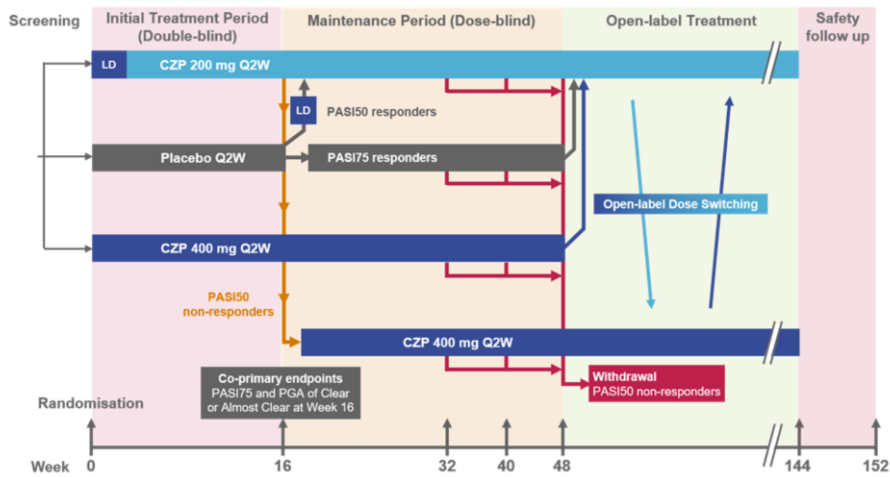 Screening
Initial Treatment Period
(Double-blind)
Maintenance Period (Dose-blind)
Open-label Treatment
Safety
follow up
LD
CZP 200 mg Q2W
LD
PASI50 responders
Placebo Q2W
PASI75 responders
Open-label Dose Switching
CZP 400 mg Q2W
PASI50
non-responders
CZP 400 mg Q2W
Co-primary endpoints
PASI75 and PGA of Clear
or Almost Clear at Week 16
Withdrawal
PASI50 non-responders
Randomisation
Week
0
16
32
40
48
144
152